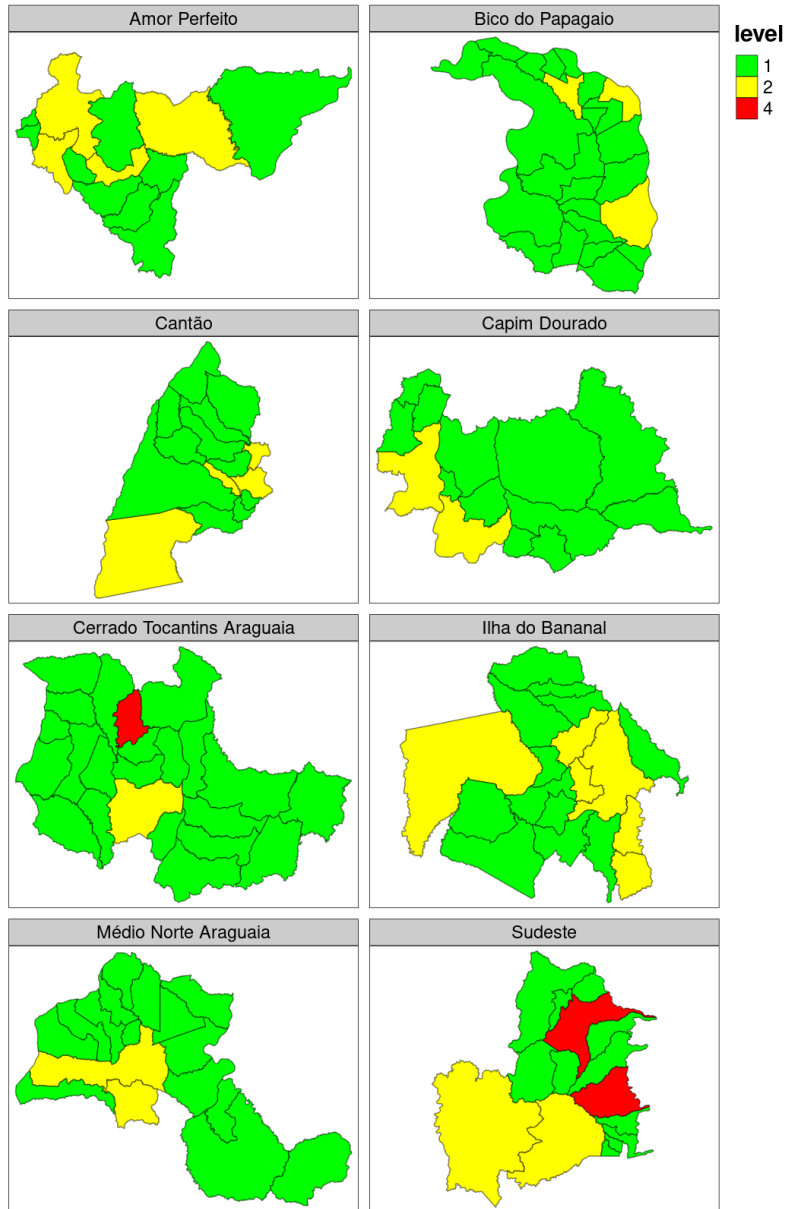 Amor Perfeito
Bico do Papagaio
level
1
2
4
Cantão
Capim Dourado
Cerrado Tocantins Araguaia
Ilha do Bananal
Médio Norte Araguaia
Sudeste